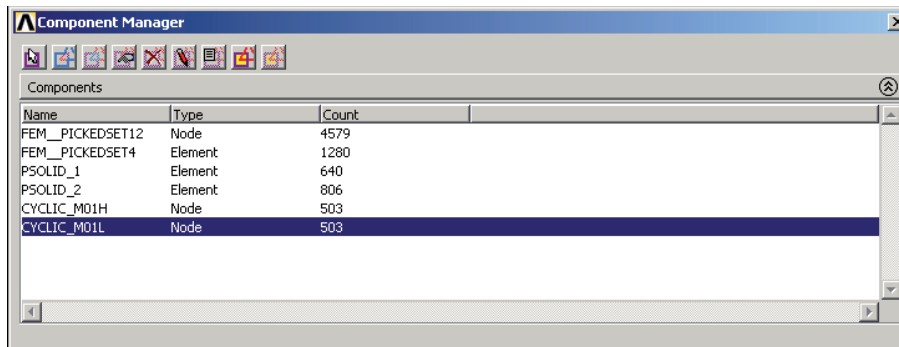 Component Manager
Components
Name Type Count
FEM__PICKEDSET12 Node 4579
FEM__PICKEDSET4 Element 1280
PSOLID_1 Element 640
PSOLID_2 Element 806
CYCLIC_M01H Node 503
CYCLIC_M01L Node 503